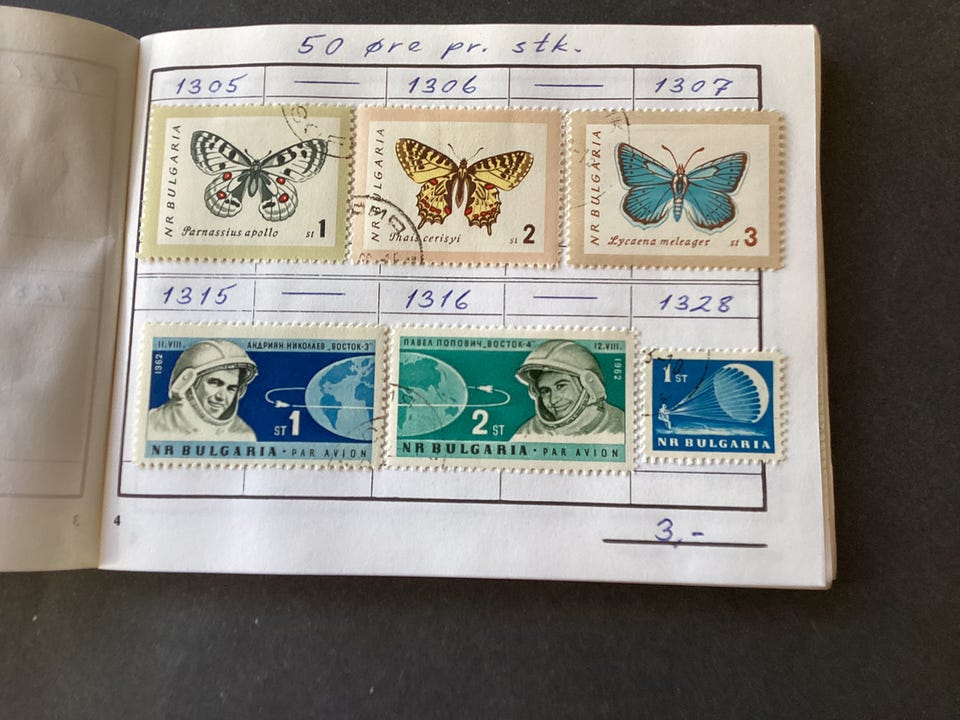 50 øre pr. stk.
1305 — 1306 — 1307
NR BULGARIA
Parnassius apollo st 1
NR BULGARIA
Thais cerisyi st 2
NR BULGARIA
Lycaena meleager st 3
1315 — 1316 — 1328
11.VIII. АНДРИЯН НИКОЛАЕВ „ВОСТОК-3"
1962
ST 1
NR BULGARIA · PAR AVION
ПАВЕЛ ПОПОВИЧ „ВОСТОК-4" 12.VIII.
1962
2 ST
NR BULGARIA · PAR AVION
1 ST
NR BULGARIA
3,-
3
4